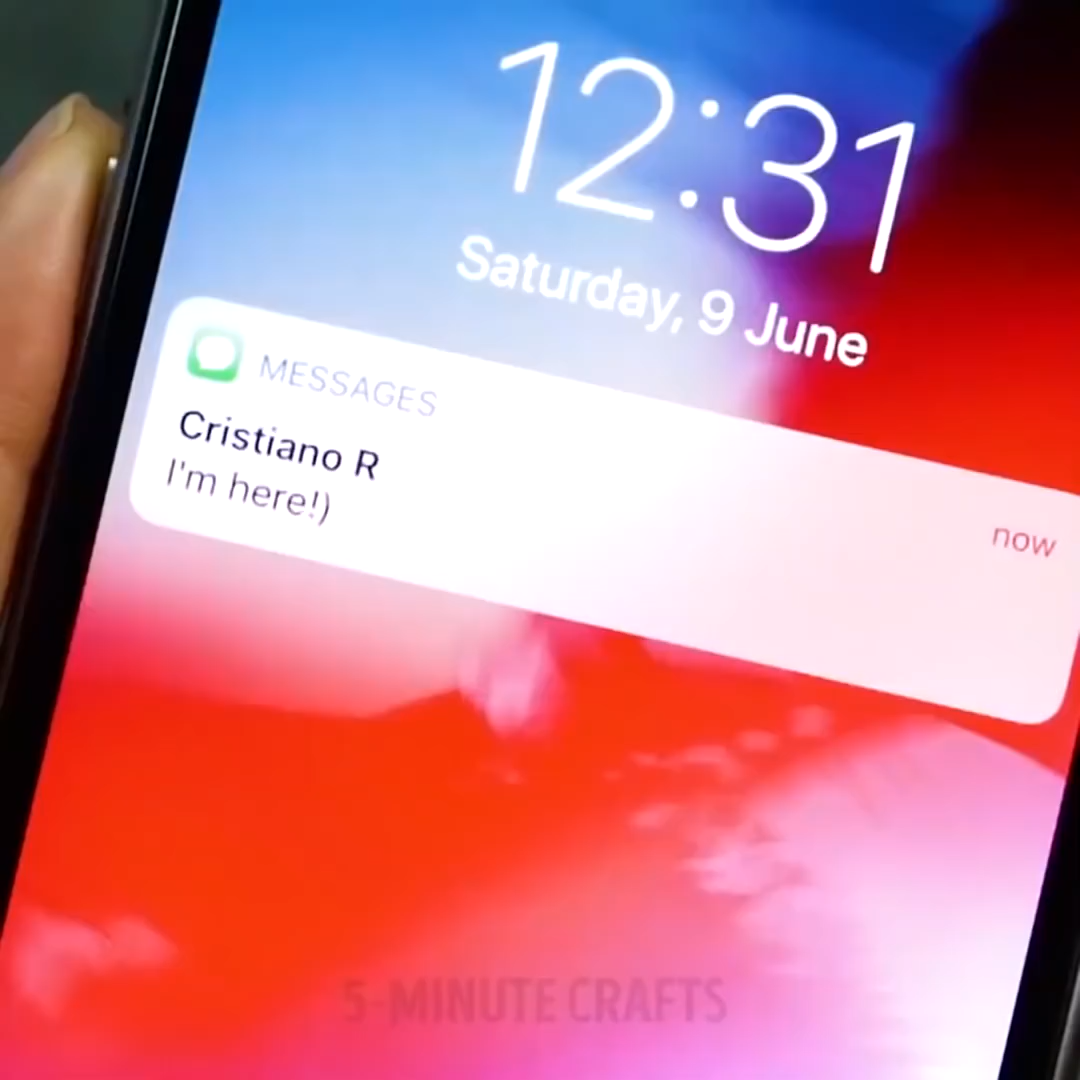 12:31
Saturday, 9 June
MESSAGES
now
Cristiano R
I'm here!)
5-MINUTE CRAFTS